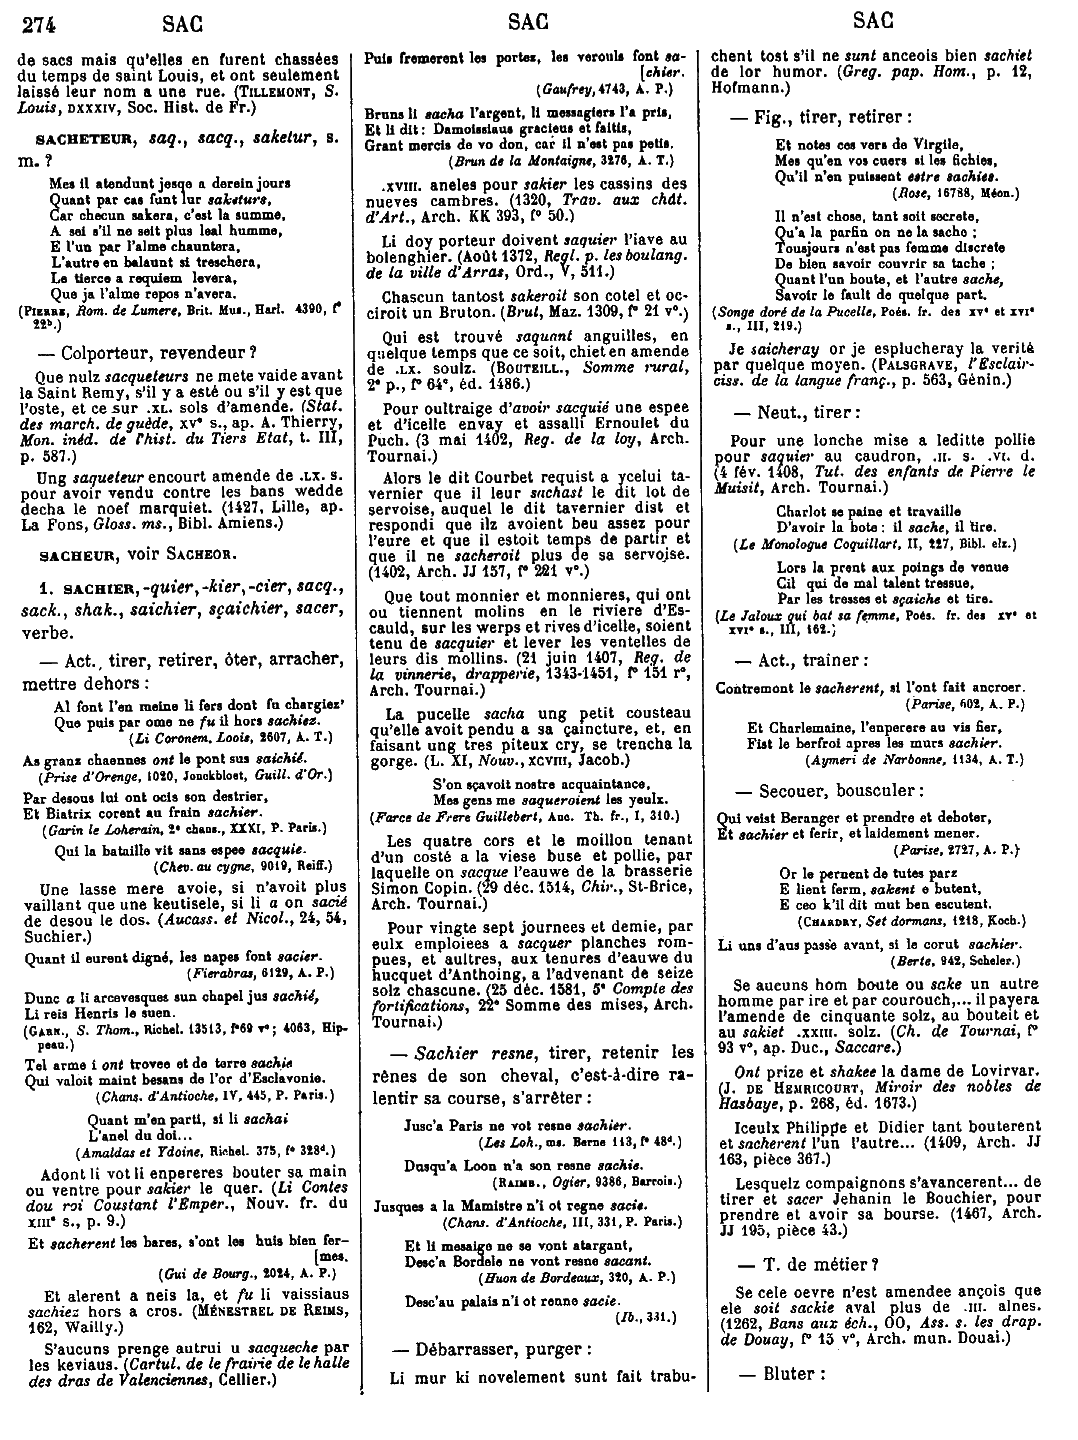 274 SAC SAC SAC
de sacs mais qu'elles en furent chassées
du temps de saint Louis, et ont seulement
laissé leur nom a une rue. (TILLEMONT, S.
Louis, DXXXIV, Soc. Hist. de Fr.)
SACHETEUR, saq., sacq., saketur, s.
m. ?
Mes il atendunt jesqe a derein jours
Quant par cas funt lur saketurs,
Car checun sakera, c'est la summe,
A sei s'il ne seit plus leal humme,
E l'un par l'alme chauntera,
L'autre en balaunt si treschera,
Le tierce a requiem levera,
Que ja l'alme repos n'avera.
(PIERRE, Rom. de Lumere, Brit. Mus., Harl. 4390, f°
22b.)
— Colporteur, revendeur ?
Que nulz sacqueteurs ne mete vaide avant
la Saint Remy, s'il y a esté ou s'il y est que
l'oste, et ce sur .XL. sols d'amende. (Stat.
des march. de guède, XVe s., ap. A. Thierry,
Mon. inéd. de l'hist. du Tiers Etat, t. III,
p. 587.)
Ung saqueteur encourt amende de .LX. s.
pour avoir vendu contre les bans wedde
decha le noef marquiet. (1427, Lille, ap.
La Fons, Gloss. ms., Bibl. Amiens.)
SACHEUR, voir SACHEOR.
1. SACHIER, -quier, -kier, -cier, sacq.,
sack., shak., saichier, sçaichier, sacer,
verbe.
— Act., tirer, retirer, ôter, arracher,
mettre dehors :
Al font l'en meine li fers dont fu chargiez'
Que puis par ome ne fu il hors sachiez.
(Li Coronem. Loois, 2607, A. T.)
As granz chaennes ont le pont sus saichié.
(Prise d'Orenge, 1020, Jonckbloet, Guill. d'Or.)
Par desous lui ont ocis son destrier,
Et Biatrix corent au frain sachier.
(Garin le Loherain, 2e chans., XXXI, P. Paris.)
Qui la bataille vit sans espee sacquie.
(Chev. au cygne, 9019, Reiff.)
Une lasse mere avoie, si n'avoit plus
vaillant que une keutisele, si li a on sacié
de desou le dos. (Aucass. et Nicol., 24, 54,
Suchier.)
Quant il eurent digné, les napes font sacier.
(Fierabras, 6129, A. P.)
Dunc a li arcevesques sun chapel jus sachié,
Li reis Henris le suen.
(GARN., S. Thom., Richel. 13513, f° 69 v°; 4063, Hip-
peau.)
Tel arme i ont trovee et de terre sachie
Qui valoit maint besans de l'or d'Esclavonie.
(Chans. d'Antioche, IV, 445, P. Paris.)
Quant m'en parti, si li sachai
L'anel du doi...
(Amaldas et Ydoine, Richel. 375, f° 328d.)
Adont li vot li enpereres bouter sa main
ou ventre pour sakier le quer. (Li Contes
dou roi Coustant l'Emper., Nouv. fr. du
XIIIe s., p. 9.)
Et sacherent les bares, s'ont les huis bien fer-
[mes.
(Gui de Bourg., 2024, A. P.)
Et alerent a neis la, et fu li vaissiaus
sachiez hors a cros. (MÉNESTREL DE REIMS,
162, Wailly.)
S'aucuns prenge autrui u sacqueche par
les keviaus. (Cartul. de le frairie de le halle
des dras de Valenciennes, Cellier.)
Puis fremerent les portez, les veroulz font sa-
[chier.
(Gaufrey, 4743, A. P.)
Bruns li sacha l'argent, li messagiers l'a pris,
Et li dit : Damoissiaus gracieus et faitis,
Grant mercis de vo don, car il n'est pas petis.
(Brun de la Montaigne, 3276, A. T.)
.XVIII. aneles pour sakier les cassins des
nueves cambres. (1320, Trav. aux chât.
d'Art., Arch. KK 393, f° 50.)
Li doy porteur doivent saquier l'iave au
bolenghier. (Août 1372, Regl. p. les boulang.
de la ville d'Arras, Ord., V, 511.)
Chascun tantost sakeroit son cotel et oc-
ciroit un Bruton. (Brut, Maz. 1309, f° 21 v°.)
Qui est trouvé saquant anguilles, en
quelque temps que ce soit, chiet en amende
de .LX. soulz. (BOUTEILL., Somme rural,
2e p., f° 64c, éd. 1486.)
Pour oultraige d'avoir sacquié une espee
et d'icelle envay et assalli Ernoulet du
Puch. (3 mai 1402, Reg. de la loy, Arch.
Tournai.)
Alors le dit Courbet requist a ycelui ta-
vernier que il leur sachast le dit lot de
servoise, auquel le dit tavernier dist et
respondi que ilz avoient beu assez pour
l'eure et que il estoit temps de partir et
que il ne sacheroit plus de sa servoise.
(1402, Arch. JJ 157, f° 221 v°.)
Que tout monnier et monnieres, qui ont
ou tiennent molins en le riviere d'Es-
cauld, sur les werps et rives d'icelle, soient
tenu de sacquier et lever les ventelles de
leurs dis mollins. (21 juin 1407, Reg. de
la vinnerie, drapperie, 1343-1451, f° 151 r°,
Arch. Tournai.)
La pucelle sacha ung petit cousteau
qu'elle avoit pendu a sa çaincture, et, en
faisant ung tres piteux cry, se trencha la
gorge. (L. XI, Nouv., XCVIII, Jacob.)
S'on sçavoit nostre acquaintance,
Mes gens me saqueroient les yeulx.
(Farce de Frere Guillebert, Anc. Th. fr., I, 310.)
Les quatre cors et le moillon tenant
d'un costé a la viese buse et pollie, par
laquelle on sacque l'eauwe de la brasserie
Simon Copin. (29 déc. 1514, Chir., St-Brice,
Arch. Tournai.)
Pour vingte sept journees et demie, par
eulx emploiees a sacquer planches rom-
pues, et aultres, aux tenures d'eauwe du
hucquet d'Anthoing, a l'advenant de seize
solz chascune. (25 déc. 1581, 5e Compte des
fortifications, 22e Somme des mises, Arch.
Tournai.)
— Sachier resne, tirer, retenir les
rênes de son cheval, c'est-à-dire ra-
lentir sa course, s'arrêter :
Jusc'a Paris ne vot resne sachier.
(Les Loh., ms. Berne 113, f° 48d.)
Dusqu'a Loon n'a son resne sachie.
(RAIMB., Ogier, 9386, Barrois.)
Jusques a la Mamistre n'i ot regne sacie.
(Chans. d'Antioche, III, 331, P. Paris.)
Et li mesaige ne se vont atargant,
Desc'a Bordele ne vont resne sacant.
(Huon de Bordeaux, 320, A. P.)
Desc'au palais n'i ot renne sacie.
(Ib., 331.)
— Débarrasser, purger :
Li mur ki novelement sunt fait trabu-
chent tost s'il ne sunt anceois bien sachiet
de lor humor. (Greg. pap. Hom., p. 12,
Hofmann.)
— Fig., tirer, retirer :
Et notes ces vers de Virgile,
Mes qu'en vos cuers si les fichies,
Qu'il n'en puissent estre sachies.
(Rose, 16788, Méon.)
Il n'est chose, tant soit secrete,
Qu'a la parfin on ne la sache ;
Tousjours n'est pas femme discrete
De bien savoir couvrir sa tache ;
Quant l'un boute, et l'autre sache,
Savoir le fault de quelque part.
(Songe doré de la Pucelle, Poés. fr. des XVe et XVIe
s., III, 219.)
Je saicheray or je esplucheray la verité
par quelque moyen. (PALSGRAVE, l'Esclair-
ciss. de la langue franç., p. 563, Génin.)
— Neut., tirer :
Pour une lonche mise a leditte pollie
pour saquier au caudron, .II. s. .VI. d.
(4 fév. 1408, Tut. des enfants de Pierre le
Muisit, Arch. Tournai.)
Charlot se paine et travaille
D'avoir la bote : il sache, il tire.
(Le Monologue Coquillart, II, 227, Bibl. elz.)
Lors la prent aux poings de venue
Cil qui de mal talent tressue,
Par les tresses et sçaiche et tire.
(Le Jaloux qui bat sa femme, Poés. fr. des XVe et
XVIe s., III, 162.)
— Act., traîner :
Contremont le sacherent, si l'ont fait ancroer.
(Parise, 602, A. P.)
Et Charlemaine, l'enperere au vis fier,
Fist le berfroi apres les murs sachier.
(Aymeri de Narbonne, 1134, A. T.)
— Secouer, bousculer :
Qui veist Beranger et prendre et deboter,
Et sachier et ferir, et laidement mener.
(Parise, 2727, A. P.)
Or le pernent de tutes parz
E lient ferm, sakent e butent,
E ceo k'il dit mut ben escutent.
(CHARDRY, Set dormans, 1218, Koch.)
Li uns d'aus passe avant, si le corut sachier.
(Berte, 942, Scheler.)
Se aucuns hom boute ou sake un autre
homme par ire et par courouch,... il payera
l'amende de cinquante solz, au bouteit et
au sakiet .XXIII. solz. (Ch. de Tournai, f°
93 v°, ap. Duc., Saccare.)
Ont prize et shakee la dame de Lovirvar.
(J. DE HEMRICOURT, Miroir des nobles de
Hasbaye, p. 268, éd. 1673.)
Iceulx Philippe et Didier tant bouterent
et sacherent l'un l'autre... (1409, Arch. JJ
163, pièce 367.)
Lesquelz compaignons s'avancerent... de
tirer et sacer Jehanin le Bouchier, pour
prendre et avoir sa bourse. (1467, Arch.
JJ 195, pièce 43.)
— T. de métier ?
Se cele oevre n'est amendee ançois que
ele soit sackie aval plus de .III. alnes.
(1262, Bans aux éch., OO, Ass. s. les drap.
de Douay, f° 15 v°, Arch. mun. Douai.)
— Bluter :